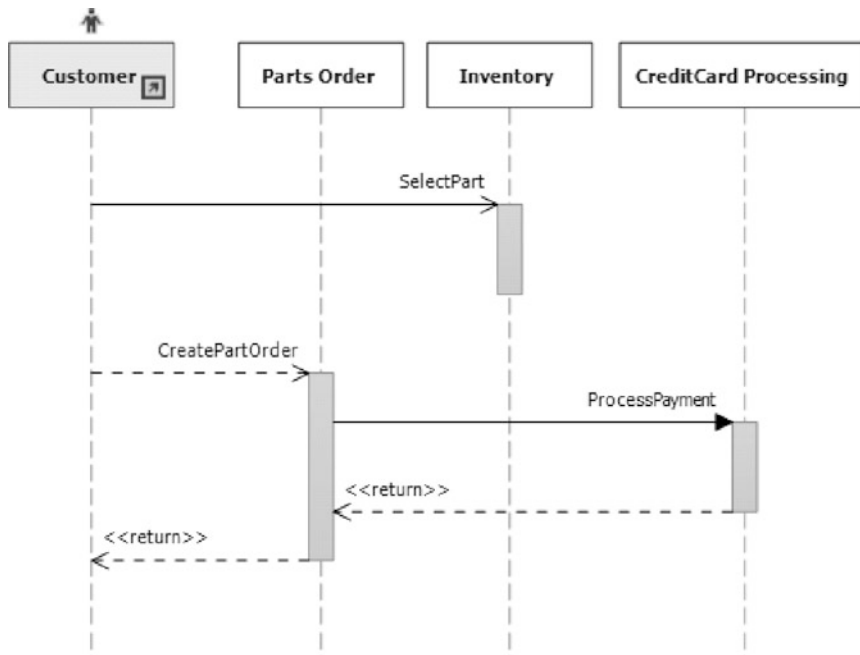 Customer
Parts Order
Inventory
CreditCard Processing
SelectPart
CreatePartOrder
ProcessPayment
<<return>>
<<return>>